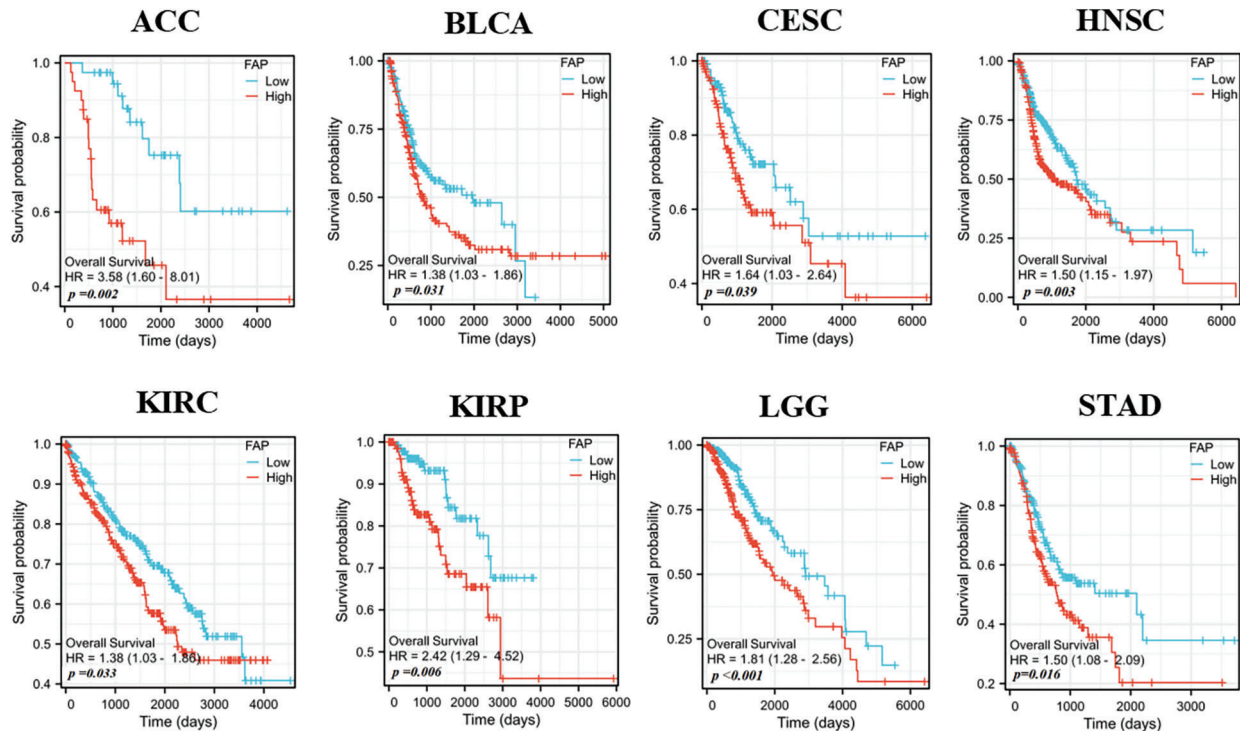 ACC
BLCA
CESC
HNSC
FAP
Low
High
1.0
0.8
0.6
0.4
Survival probability
Overall Survival
HR = 3.58 (1.60 - 8.01)
p =0.002
0 1000 2000 3000 4000
Time (days)
FAP
Low
High
1.00
0.75
0.50
0.25
Survival probability
Overall Survival
HR = 1.38 (1.03 - 1.86)
p =0.031
0 1000 2000 3000 4000 5000
Time (days)
FAP
Low
High
1.0
0.9
0.8
0.7
0.6
0.5
0.4
Survival probability
Overall Survival
HR = 1.64 (1.03 - 2.64)
p =0.039
0 2000 4000 6000
Time (days)
FAP
Low
High
1.00
0.75
0.50
0.25
0.00
Survival probability
Overall Survival
HR = 1.50 (1.15 - 1.97)
p =0.003
0 2000 4000 6000
Time (days)
KIRC
KIRP
LGG
STAD
FAP
Low
High
1.0
0.9
0.8
0.7
0.6
0.5
0.4
Survival probability
Overall Survival
HR = 1.38 (1.03 - 1.86)
p =0.033
0 1000 2000 3000 4000
Time (days)
FAP
Low
High
1.0
0.9
0.8
0.7
0.6
0.5
Survival probability
Overall Survival
HR = 2.42 (1.29 - 4.52)
p =0.006
0 1000 2000 3000 4000 5000 6000
Time (days)
FAP
Low
High
1.00
0.75
0.50
0.25
Survival probability
Overall Survival
HR = 1.81 (1.28 - 2.56)
p <0.001
0 2000 4000 6000
Time (days)
FAP
Low
High
1.0
0.8
0.6
0.4
0.2
Survival probability
Overall Survival
HR = 1.50 (1.08 - 2.09)
p=0.016
0 1000 2000 3000
Time (days)